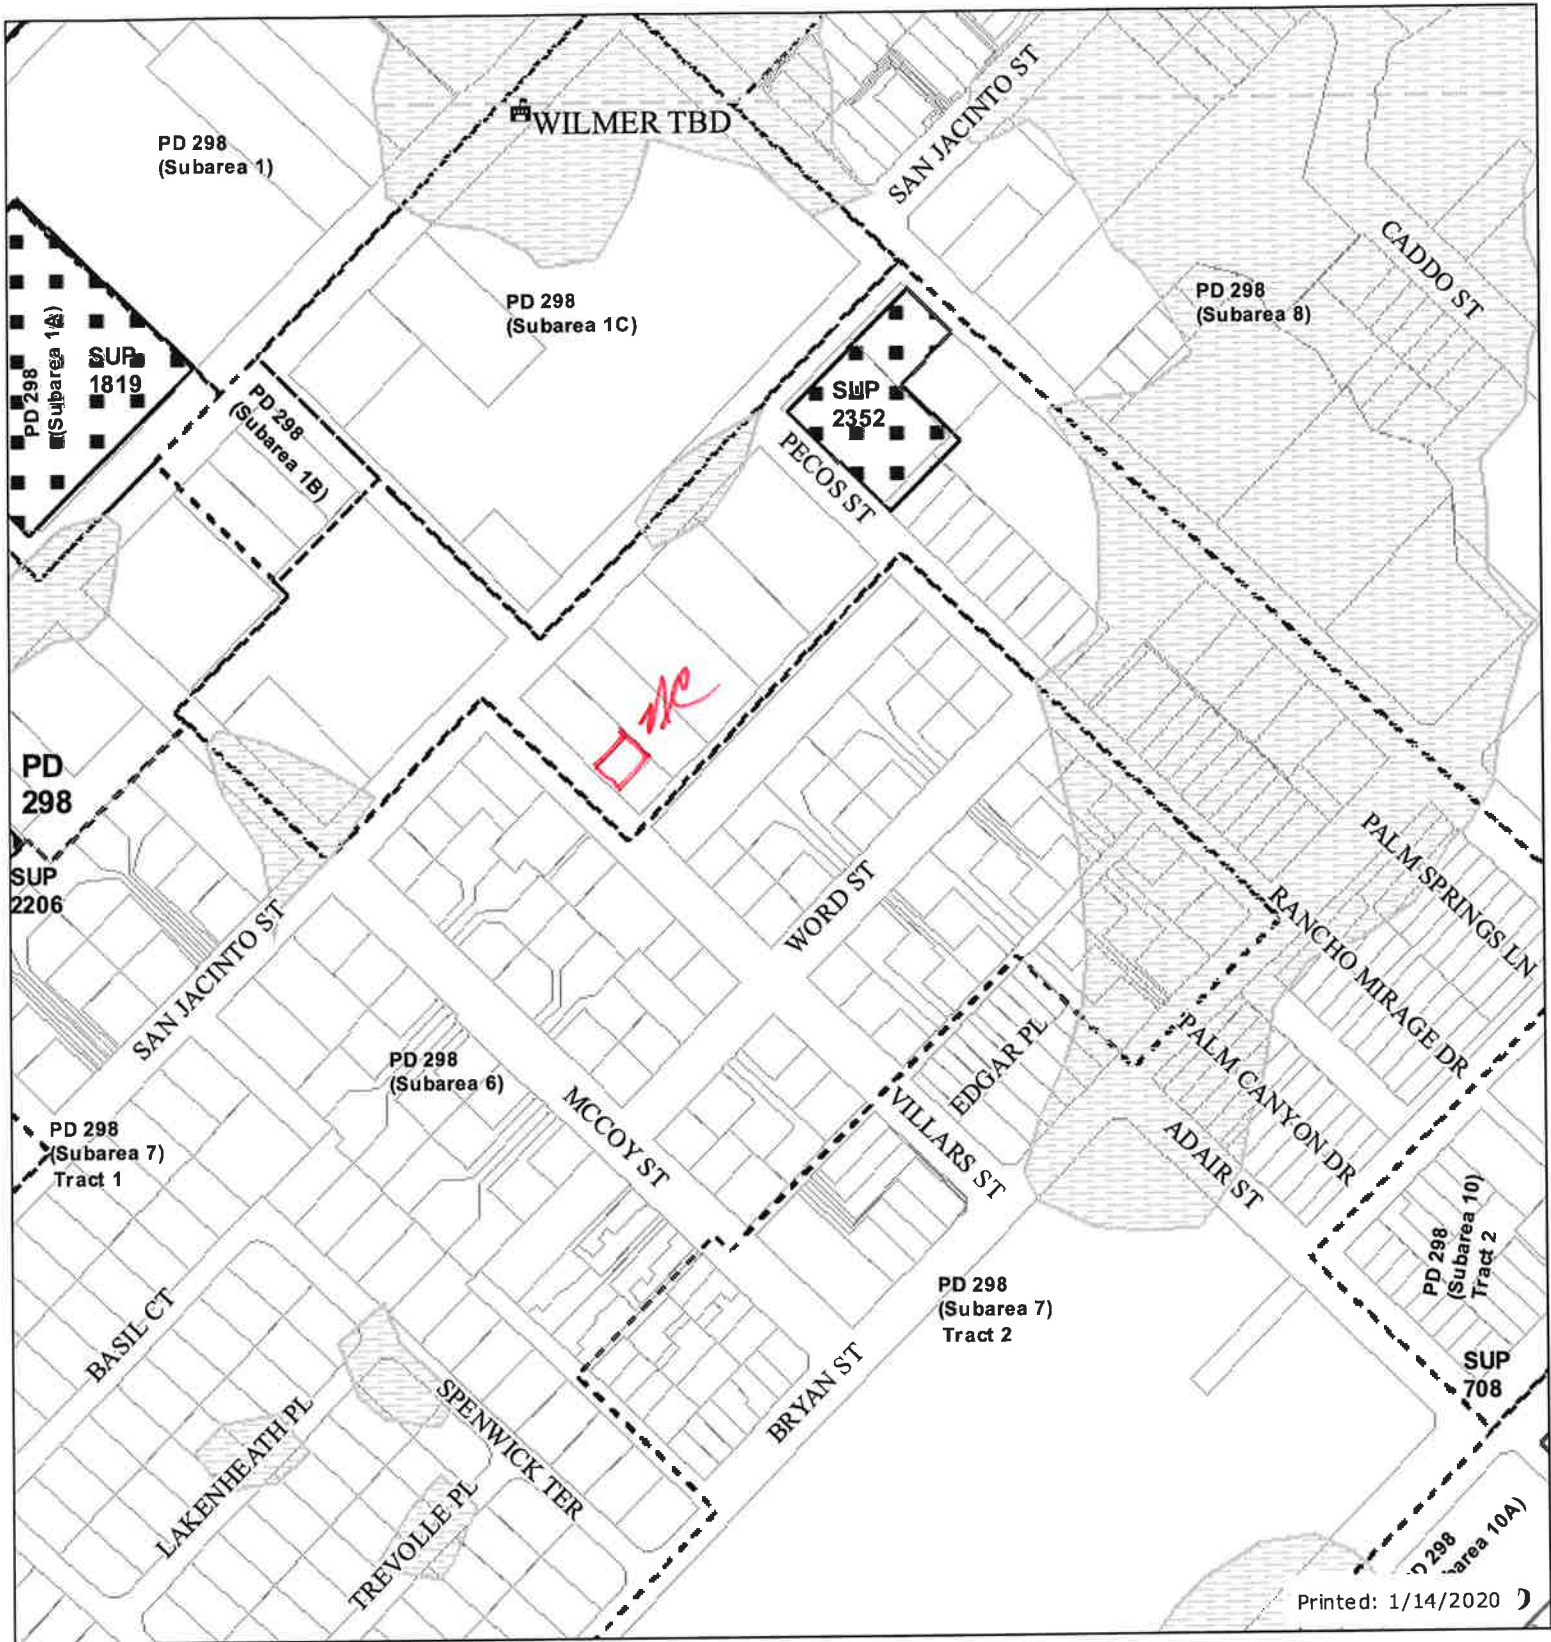 WILMER TBD
SAN JACINTO ST
PD 298
(Subarea 1)
CADDO ST
PD 298
(Subarea 1C)
PD 298
(Subarea 8)
PD 298
(Subarea 1A)
SUP
1819
PD 298
(Subarea 1B)
SUP
2352
PECOS ST
PD
298
SUP
2206
WORD ST
PALM SPRINGS LN
RANCHO MIRAGE DR
SAN JACINTO ST
PD 298
(Subarea 6)
EDGAR PL
PALM CANYON DR
MCCOY ST
VILLARS ST
ADAIR ST
PD 298
(Subarea 7)
Tract 1
PD 298
(Subarea 10)
Tract 2
PD 298
(Subarea 7)
Tract 2
BASIL CT
BRYAN ST
SUP
708
SPENWICK TER
LAKENHEATH PL
TREVOLLE PL
298
10A)
Printed: 1/14/2020